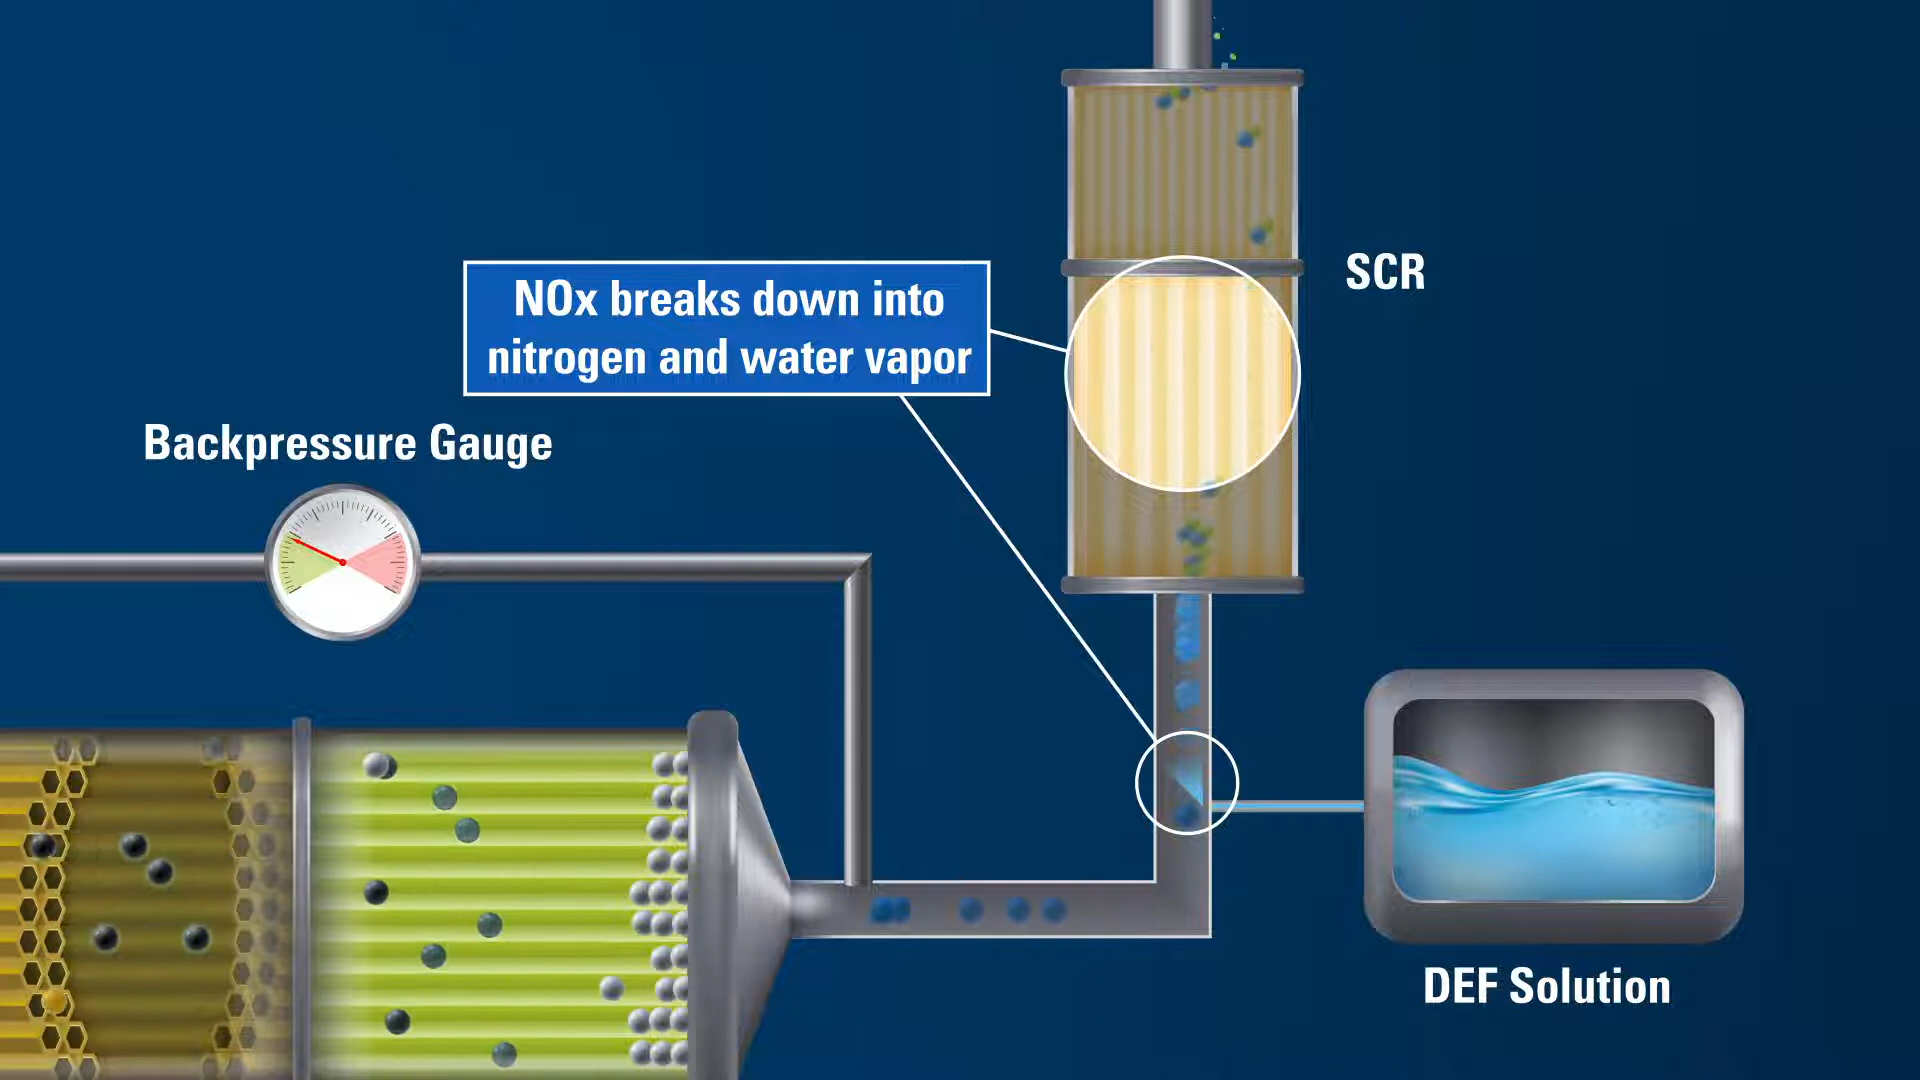 NOx breaks down into
nitrogen and water vapor
SCR
Backpressure Gauge
DEF Solution